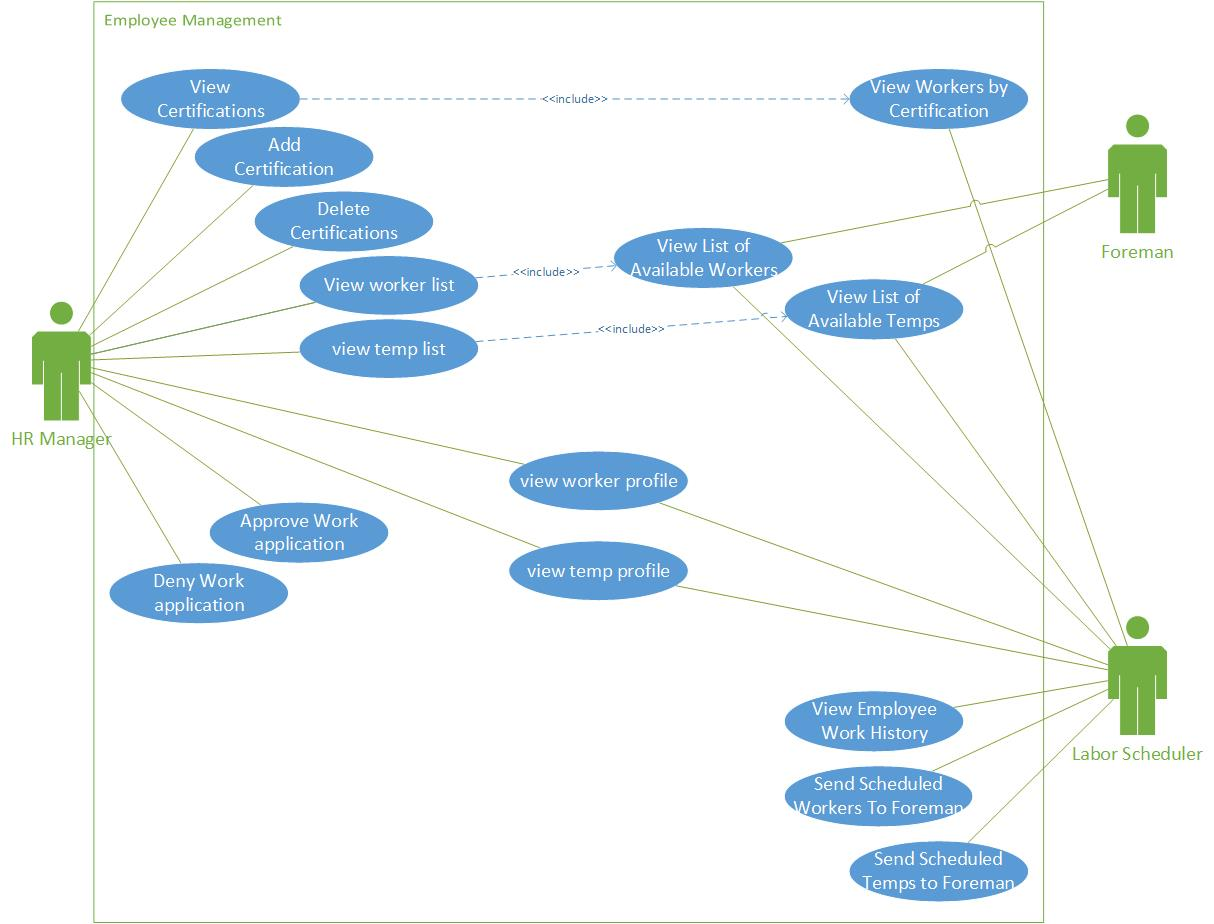 Employee Management
View
Certifications
<<include>>
View Workers by
Certification
Add
Certification
Delete
Certifications
View List of
Available Workers
Foreman
<<include>>
View worker list
View List of
Available Temps
<<include>>
view temp list
HR Manager
view worker profile
Approve Work
application
view temp profile
Deny Work
application
View Employee
Work History
Labor Scheduler
Send Scheduled
Workers To Foreman
Send Scheduled
Temps to Foreman